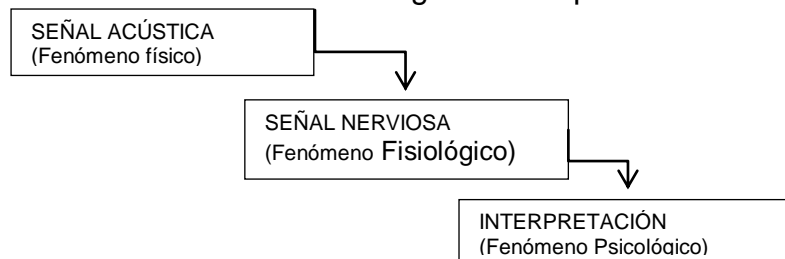 SEÑAL ACÚSTICA
(Fenómeno físico)
SEÑAL NERVIOSA
(Fenómeno Fisiológico)
INTERPRETACIÓN
(Fenómeno Psicológico)